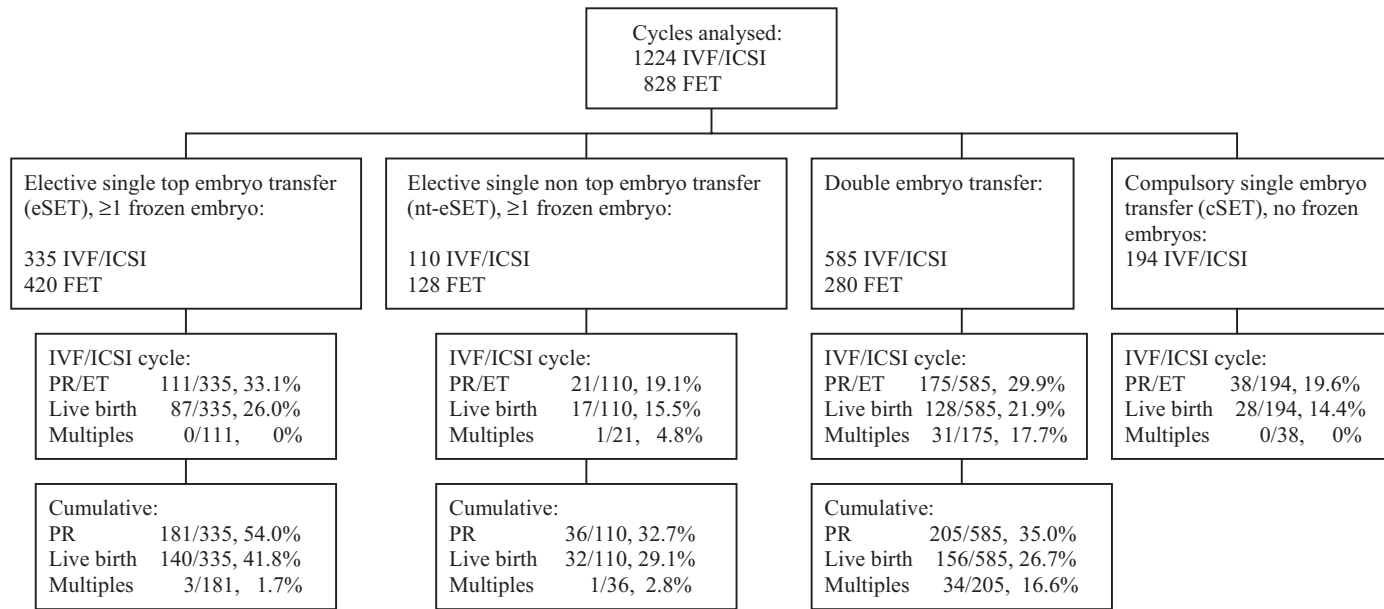 Cycles analysed:
1224 IVF/ICSI
828 FET
Elective single top embryo transfer
(eSET), ≥1 frozen embryo:
335 IVF/ICSI
420 FET
Elective single non top embryo transfer
(nt-eSET), ≥1 frozen embryo:
110 IVF/ICSI
128 FET
Double embryo transfer:
585 IVF/ICSI
280 FET
Compulsory single embryo
transfer (cSET), no frozen
embryos:
194 IVF/ICSI
IVF/ICSI cycle:
PR/ET 111/335, 33.1%
Live birth 87/335, 26.0%
Multiples 0/111, 0%
IVF/ICSI cycle:
PR/ET 21/110, 19.1%
Live birth 17/110, 15.5%
Multiples 1/21, 4.8%
IVF/ICSI cycle:
PR/ET 175/585, 29.9%
Live birth 128/585, 21.9%
Multiples 31/175, 17.7%
IVF/ICSI cycle:
PR/ET 38/194, 19.6%
Live birth 28/194, 14.4%
Multiples 0/38, 0%
Cumulative:
PR 181/335, 54.0%
Live birth 140/335, 41.8%
Multiples 3/181, 1.7%
Cumulative:
PR 36/110, 32.7%
Live birth 32/110, 29.1%
Multiples 1/36, 2.8%
Cumulative:
PR 205/585, 35.0%
Live birth 156/585, 26.7%
Multiples 34/205, 16.6%